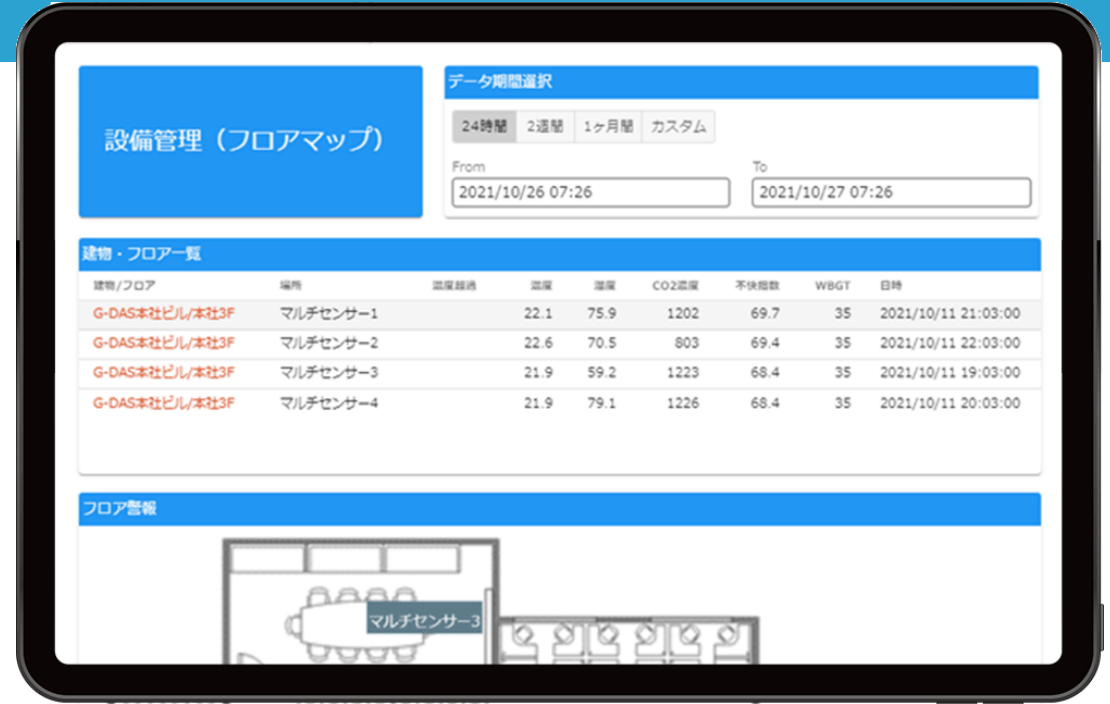 設備管理（フロアマップ）
データ期間選択
24時間 2週間 1ヶ月間 カスタム
From To
2021/10/26 07:26 2021/10/27 07:26
建物・フロア一覧
建物/フロア 場所 温度超過 温度 湿度 CO2濃度 不快指数 WBGT 日時
G-DAS本社ビル/本社3F マルチセンサー1 22.1 75.9 1202 69.7 35 2021/10/11 21:03:00
G-DAS本社ビル/本社3F マルチセンサー2 22.6 70.5 803 69.4 35 2021/10/11 22:03:00
G-DAS本社ビル/本社3F マルチセンサー3 21.9 59.2 1223 68.4 35 2021/10/11 19:03:00
G-DAS本社ビル/本社3F マルチセンサー4 21.9 79.1 1226 68.4 35 2021/10/11 20:03:00
フロア警報
マルチセンサー3